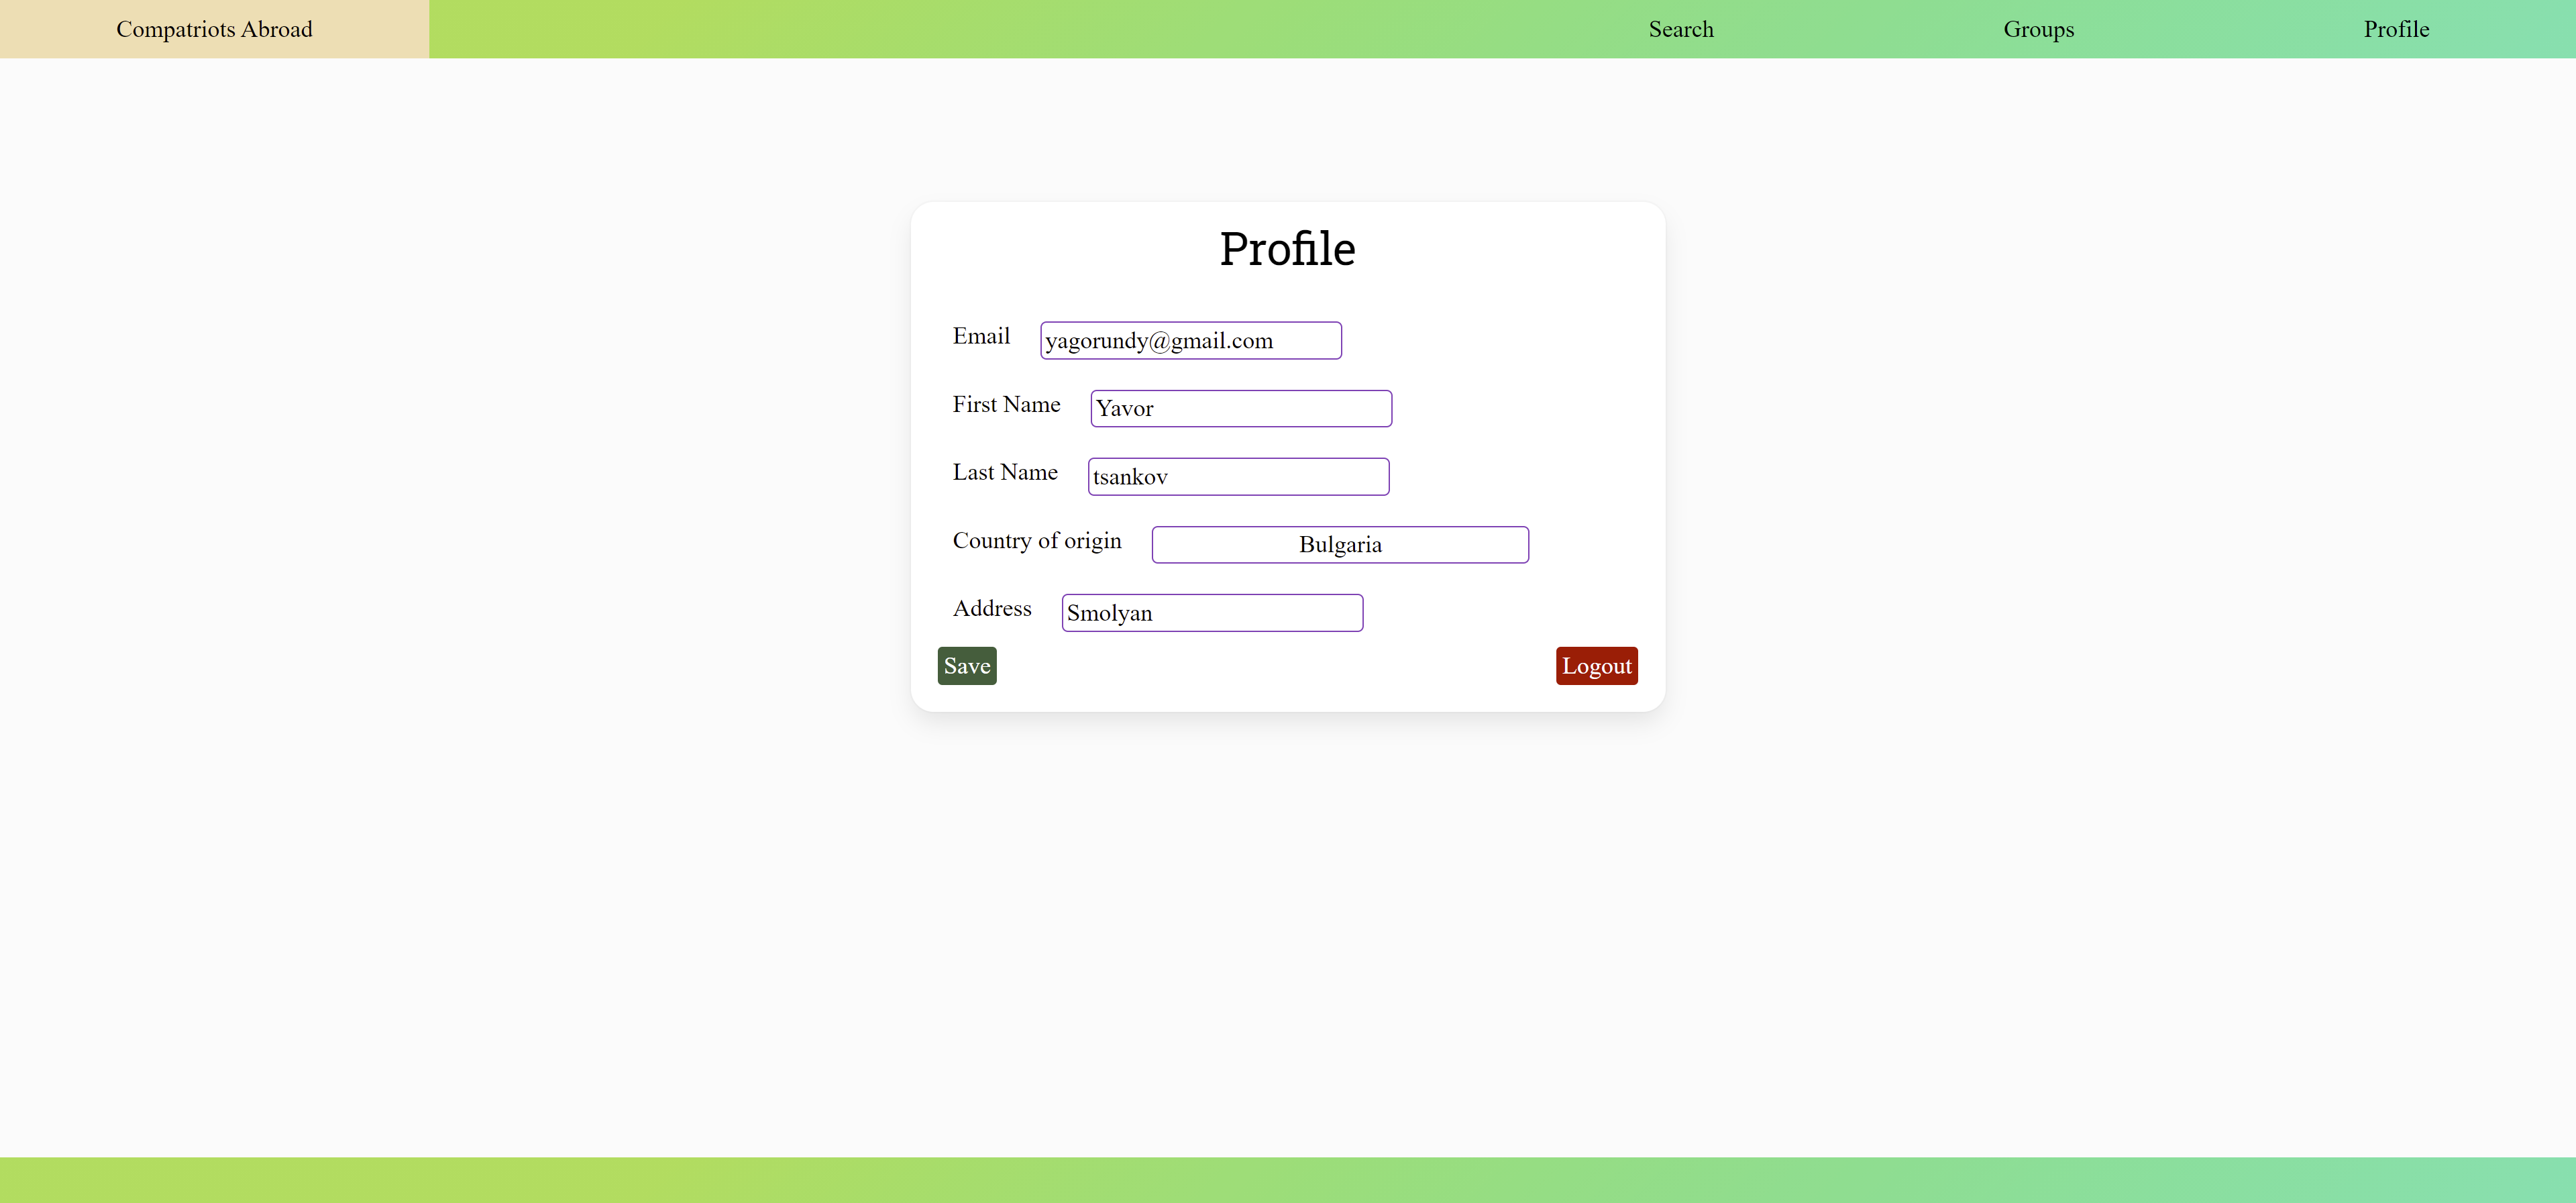 Compatriots Abroad Search Groups Profile
Profile
Email yagorundy@gmail.com
First Name Yavor
Last Name tsankov
Country of origin Bulgaria
Address Smolyan
Save Logout